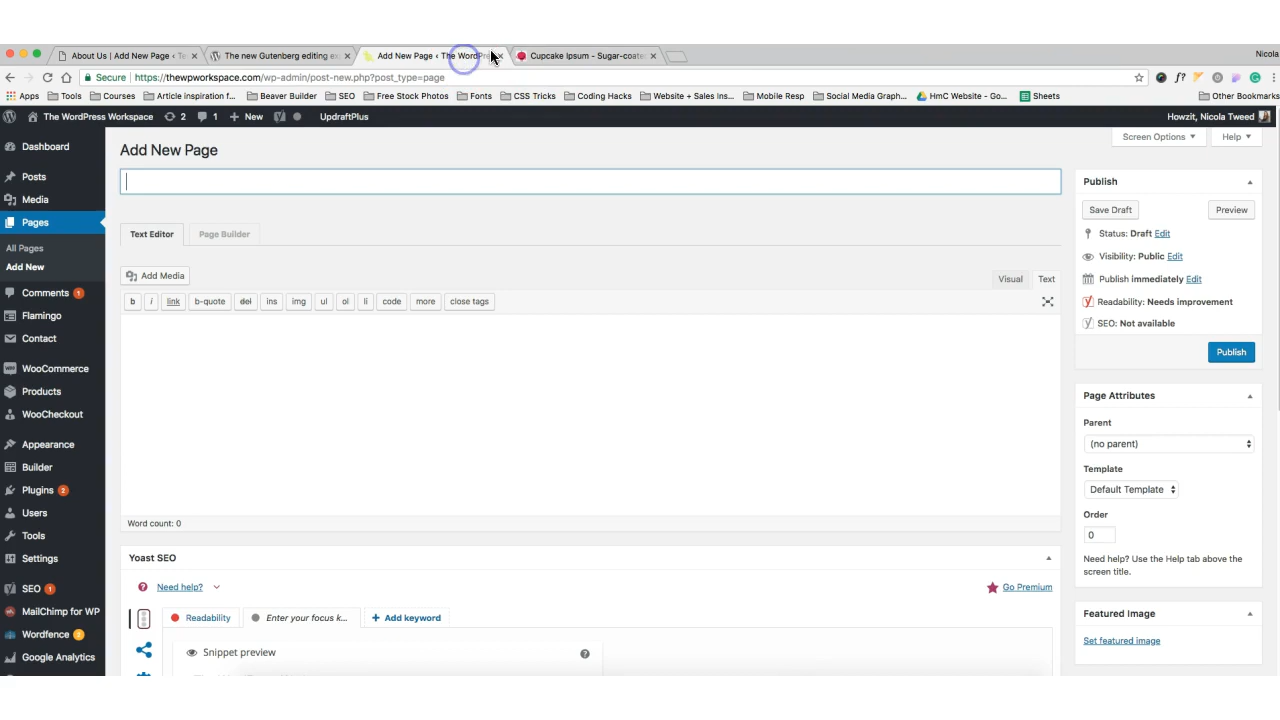 About Us | Add New Page ‹ Te
The new Gutenberg editing ex
Add New Page ‹ The WordPre
Cupcake Ipsum - Sugar-coate
Nicola
Secure
https://thewpworkspace.com/wp-admin/post-new.php?post_type=page
f?
Apps
Tools
Courses
Article inspiration f...
Beaver Builder
SEO
Free Stock Photos
Fonts
CSS Tricks
Coding Hacks
Website + Sales Ins...
Mobile Resp
Social Media Graph...
HmC Website - Go...
Sheets
Other Bookmarks
The WordPress Workspace
2
1
New
UpdraftPlus
Howzit, Nicola Tweed
Dashboard
Posts
Media
Pages
All Pages
Add New
Comments 1
Flamingo
Contact
WooCommerce
Products
WooCheckout
Appearance
Builder
Plugins 2
Users
Tools
Settings
SEO 1
MailChimp for WP
Wordfence 2
Google Analytics
Screen Options
Help
Add New Page
Text Editor
Page Builder
Add Media
Visual
Text
b
i
link
b-quote
del
ins
img
ul
ol
li
code
more
close tags
Word count: 0
Yoast SEO
Need help?
Go Premium
Readability
Enter your focus k...
Add keyword
Snippet preview
Publish
Save Draft
Preview
Status: Draft Edit
Visibility: Public Edit
Publish immediately Edit
Readability: Needs improvement
SEO: Not available
Publish
Page Attributes
Parent
(no parent)
Template
Default Template
Order
0
Need help? Use the Help tab above the
screen title.
Featured Image
Set featured image